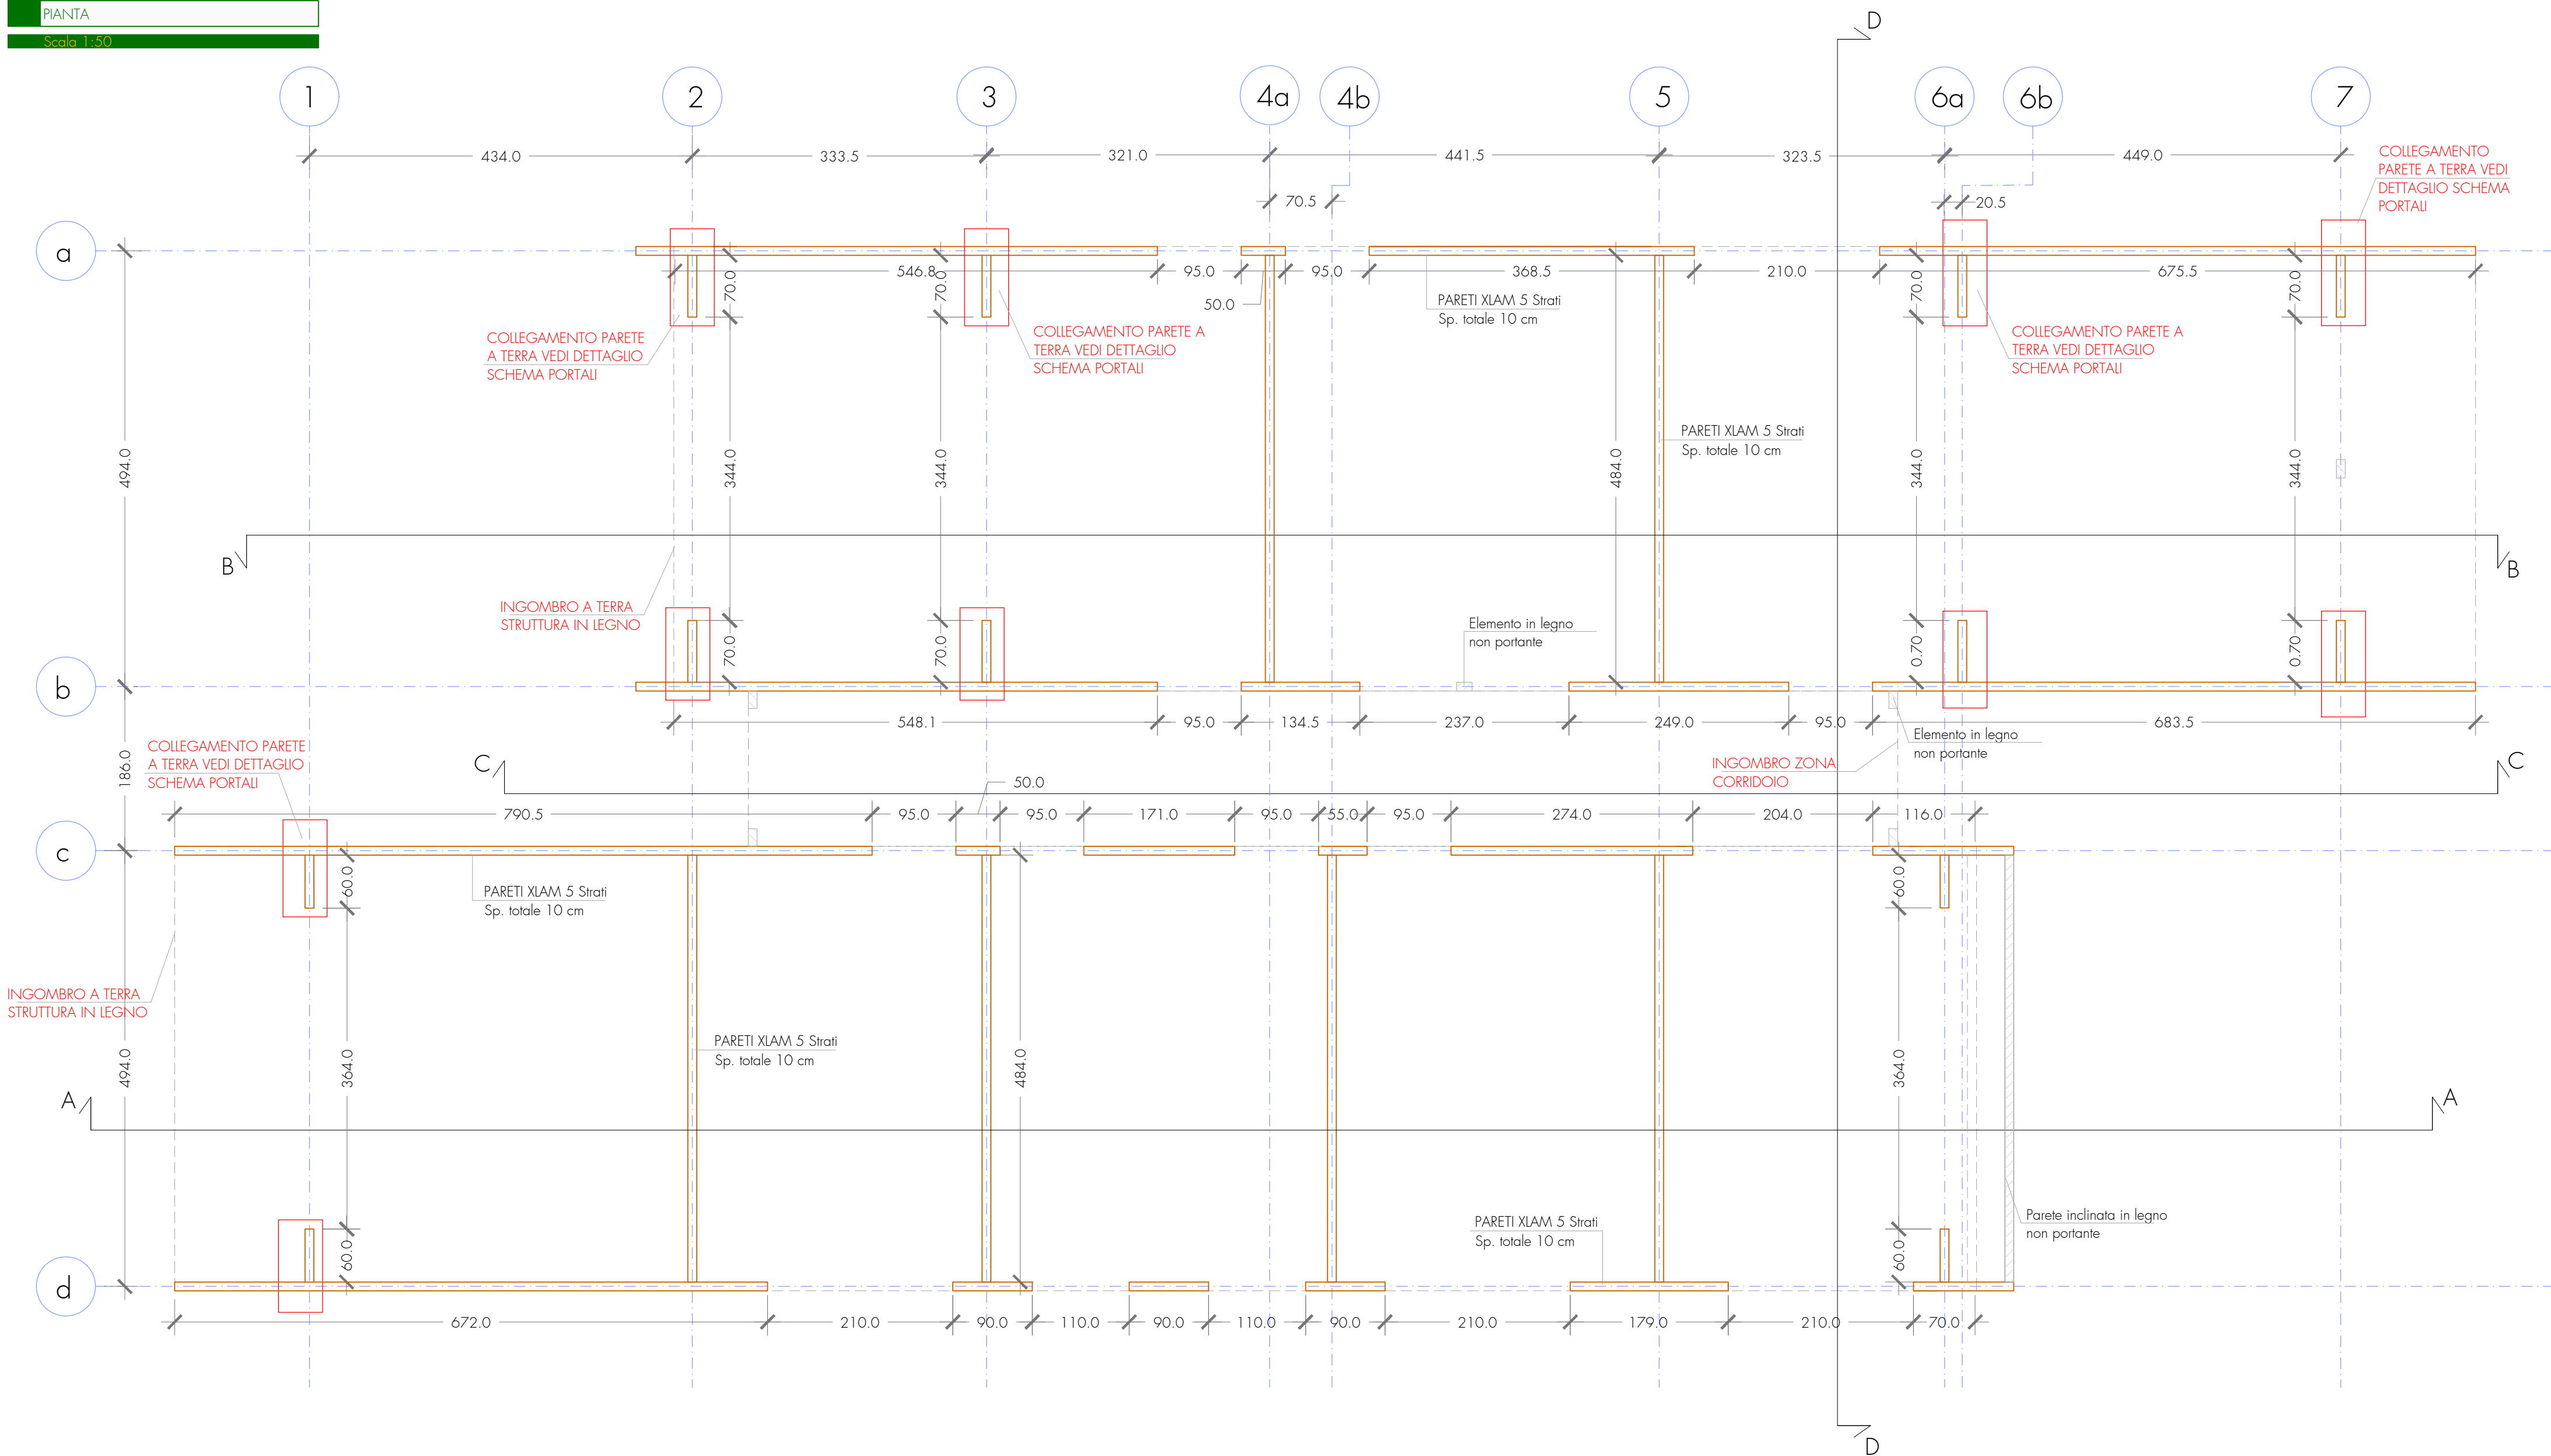 PIANTA
Scala 1:50
D
1
2
3
4a
4b
5
6a
6b
7
434.0
333.5
321.0
441.5
323.5
449.0
70.5
20.5
COLLEGAMENTO
PARETE A TERRA VEDI
DETTAGLIO SCHEMA
PORTALI
a
546.8
95.0
95.0
368.5
210.0
675.5
50.0
70.0
70.0
70.0
70.0
PARETI XLAM 5 Strati
Sp. totale 10 cm
COLLEGAMENTO PARETE
A TERRA VEDI DETTAGLIO
SCHEMA PORTALI
COLLEGAMENTO PARETE A
TERRA VEDI DETTAGLIO
SCHEMA PORTALI
COLLEGAMENTO PARETE A
TERRA VEDI DETTAGLIO
SCHEMA PORTALI
PARETI XLAM 5 Strati
Sp. totale 10 cm
494.0
344.0
344.0
484.0
344.0
344.0
B
B
INGOMBRO A TERRA
STRUTTURA IN LEGNO
Elemento in legno
non portante
70.0
70.0
0.70
0.70
b
548.1
95.0
134.5
237.0
249.0
95.0
683.5
Elemento in legno
non portante
COLLEGAMENTO PARETE
A TERRA VEDI DETTAGLIO
SCHEMA PORTALI
186.0
C
C
INGOMBRO ZONA
CORRIDOIO
50.0
790.5
95.0
95.0
171.0
95.0
55.0
95.0
274.0
204.0
116.0
c
60.0
60.0
PARETI XLAM 5 Strati
Sp. totale 10 cm
INGOMBRO A TERRA
STRUTTURA IN LEGNO
PARETI XLAM 5 Strati
Sp. totale 10 cm
494.0
364.0
484.0
364.0
A
A
PARETI XLAM 5 Strati
Sp. totale 10 cm
Parete inclinata in legno
non portante
60.0
60.0
d
672.0
210.0
90.0
110.0
90.0
110.0
90.0
210.0
179.0
210.0
70.0
D